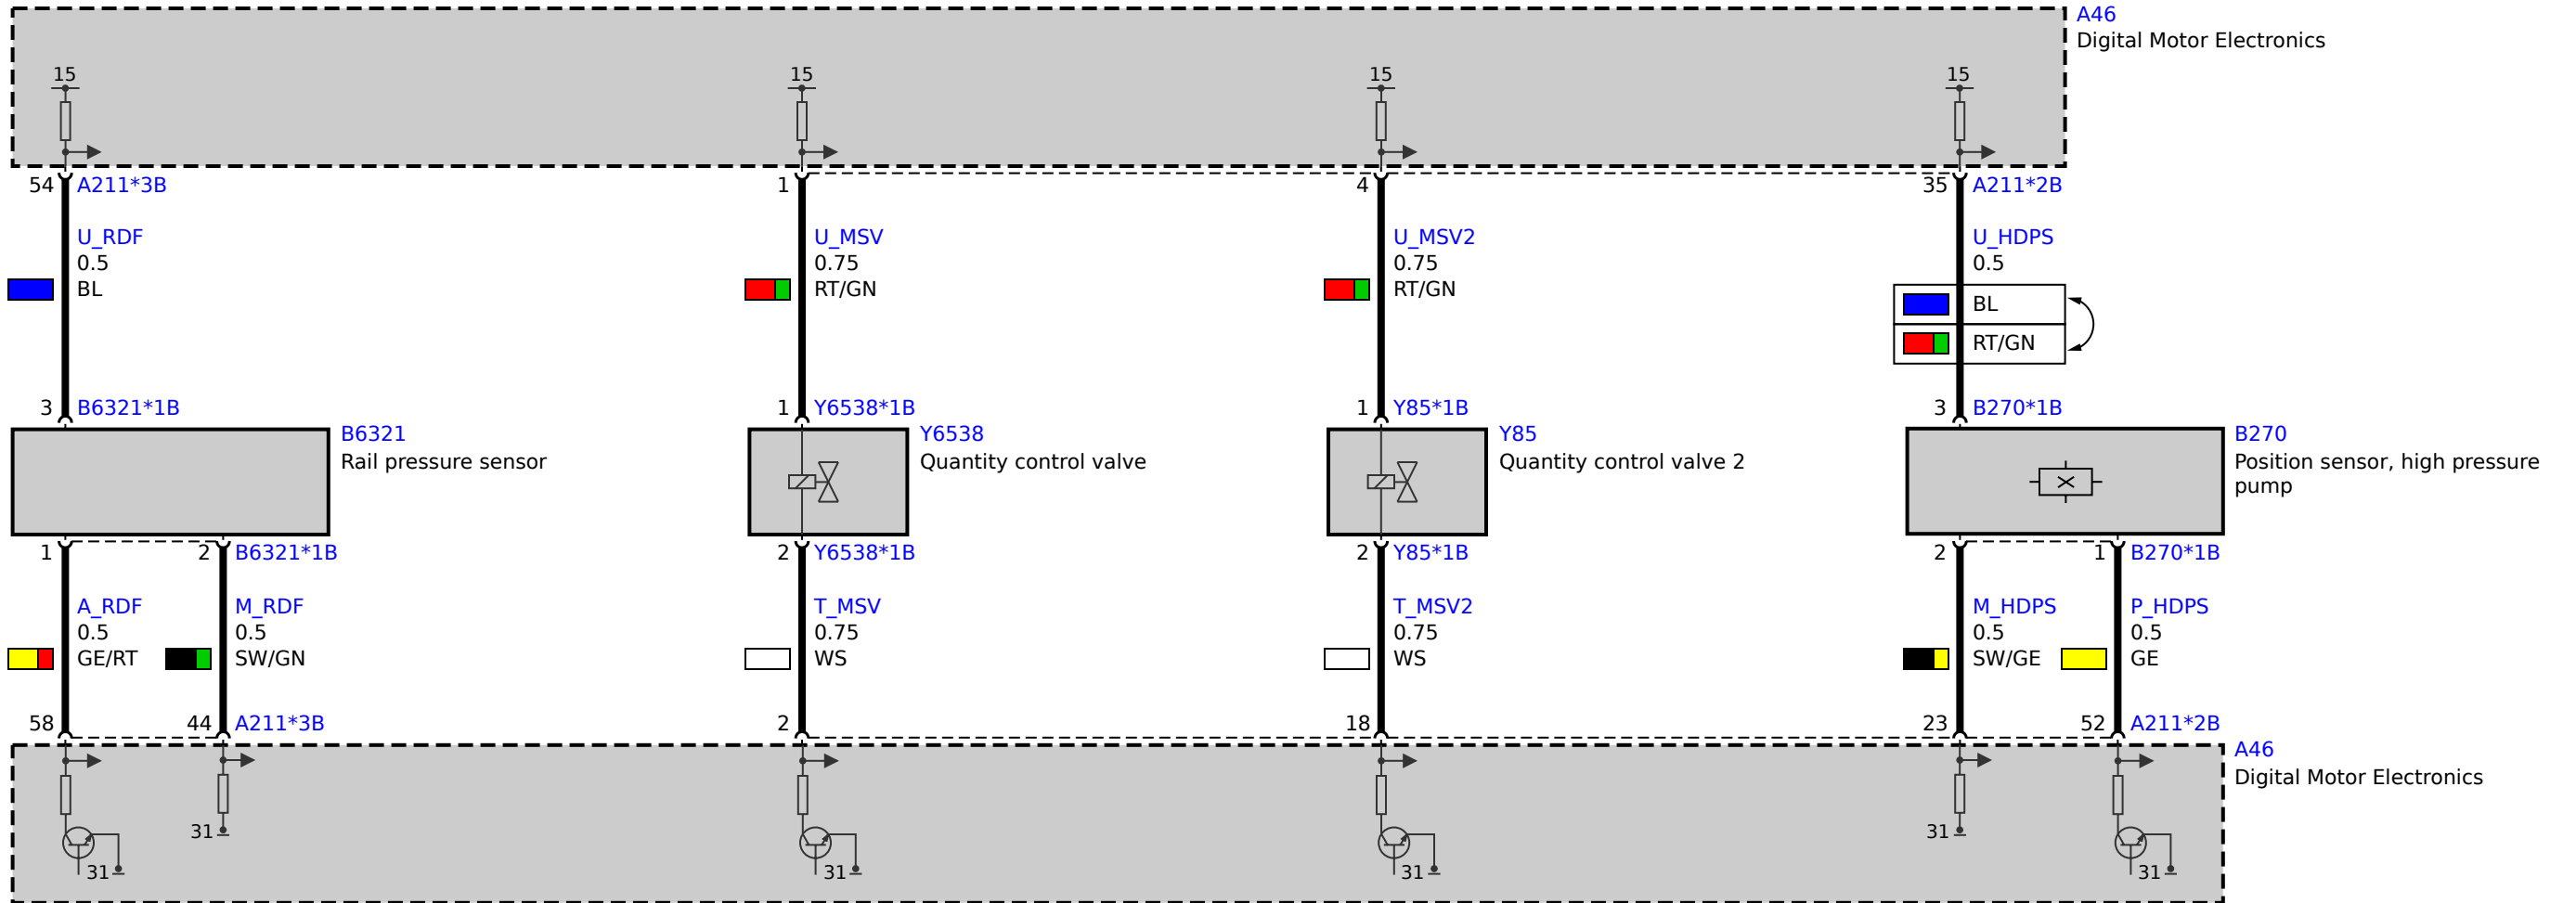 A46
Digital Motor Electronics
15 15 15 15
54 A211*3B 1 4 35 A211*2B
U_RDF U_MSV U_MSV2 U_HDPS
0.5 0.75 0.75 0.5
BL RT/GN RT/GN
BL
RT/GN
3 B6321*1B 1 Y6538*1B 1 Y85*1B 3 B270*1B
B6321 Y6538 Y85 B270
Rail pressure sensor Quantity control valve Quantity control valve 2 Position sensor, high pressure
pump
1 2 B6321*1B 2 Y6538*1B 2 Y85*1B 2 1 B270*1B
A_RDF M_RDF T_MSV T_MSV2 M_HDPS P_HDPS
0.5 0.5 0.75 0.75 0.5 0.5
GE/RT SW/GN WS WS SW/GE GE
58 44 A211*3B 2 18 23 52 A211*2B
A46
Digital Motor Electronics
31 31
31 31 31 31